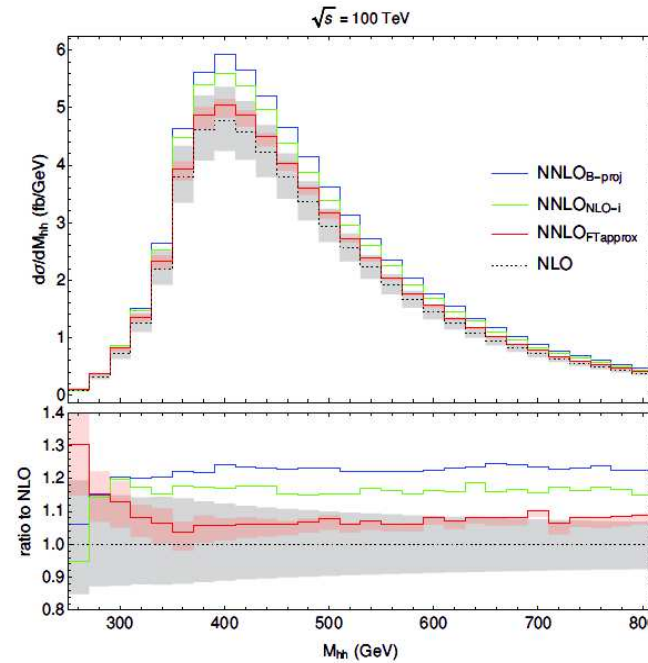 √s = 100 TeV
6
5
4
3
2
1
0
dσ/dMhh (fb/GeV)
NNLOB-proj
NNLONLO-i
NNLOFTapprox
NLO
1.4
1.3
1.2
1.1
1.0
0.9
0.8
ratio to NLO
300 400 500 600 700 800
Mhh (GeV)